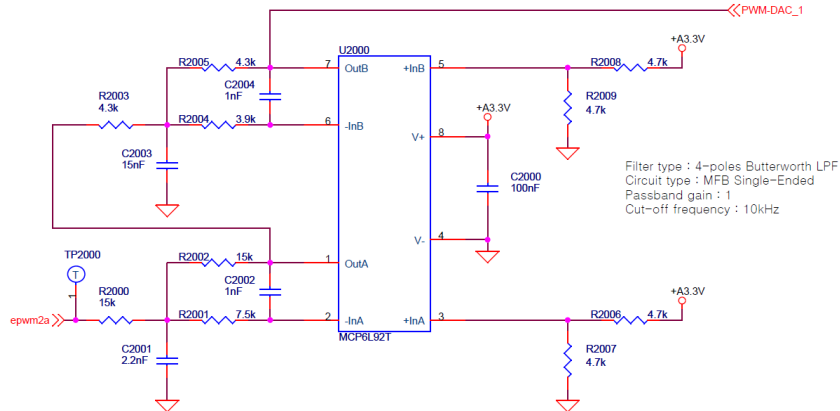 PWM-DAC_1
U2000
+A3.3V
R2005
4.3k
7
OutB
+InB
5
R2008
4.7k
R2003
4.3k
C2004
1nF
R2009
4.7k
+A3.3V
R2004
3.9k
6
-InB
V+
8
C2003
15nF
C2000
100nF
Filter type : 4-poles Butterworth LPF
Circuit type : MFB Single-Ended
Passband gain : 1
Cut-off frequency : 10kHz
V-
4
TP2000
T
1
R2002
15k
1
OutA
+A3.3V
R2000
15k
C2002
1nF
R2006
4.7k
epwm2a
R2001
7.5k
2
-InA
+InA
3
MCP6L92T
R2007
4.7k
C2001
2.2nF